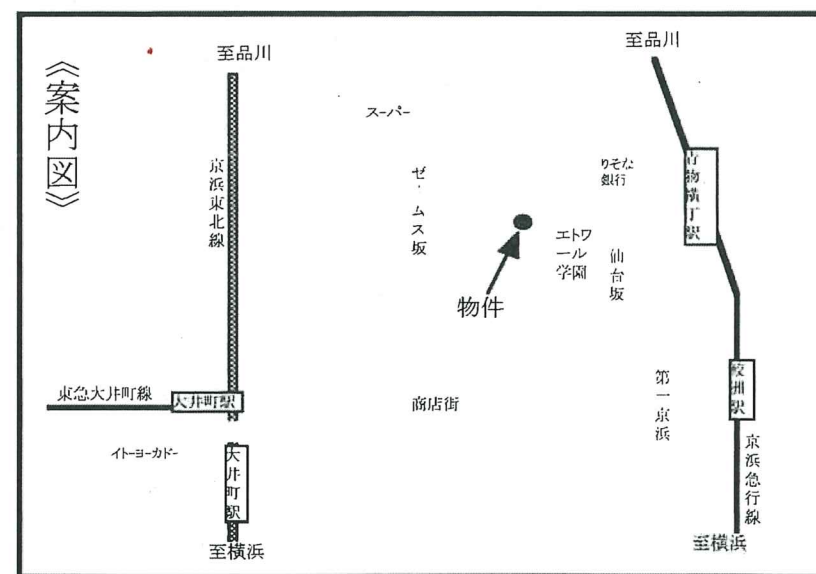 《案内図》
至品川
京浜東北線
スーパー
ゼ・ムス坂
りそな
銀行
エトワ
ール
学園
仙台坂
物件
至品川
青物横丁駅
東急大井町線
大井町駅
イトーヨーカドー
大井町駅
至横浜
商店街
第一京浜
鮫洲駅
京浜急行線
至横浜